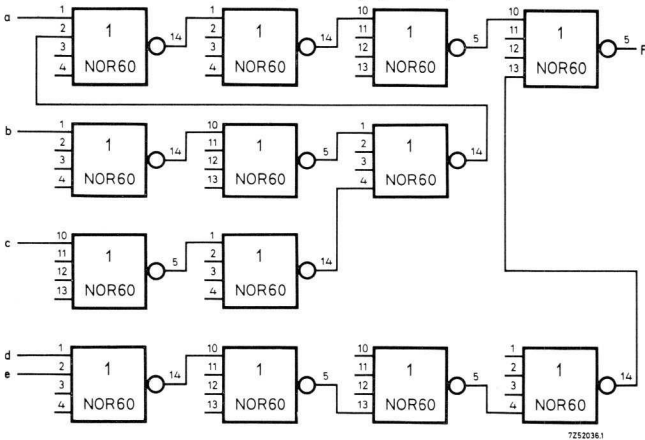 a 1 2 3 4 1 NOR60 14 1 2 3 4 1 NOR60 14 10 11 12 13 1 NOR60 5 10 11 12 13 1 NOR60 5 F
b 1 2 3 4 1 NOR60 14 10 11 12 13 1 NOR60 5 1 2 3 4 1 NOR60 14
c 10 11 12 13 1 NOR60 5 1 2 3 4 1 NOR60 14
d e 1 2 3 4 1 NOR60 14 10 11 12 13 1 NOR60 5 10 11 12 13 1 NOR60 5 1 2 3 4 1 NOR60 14
7Z52036.1